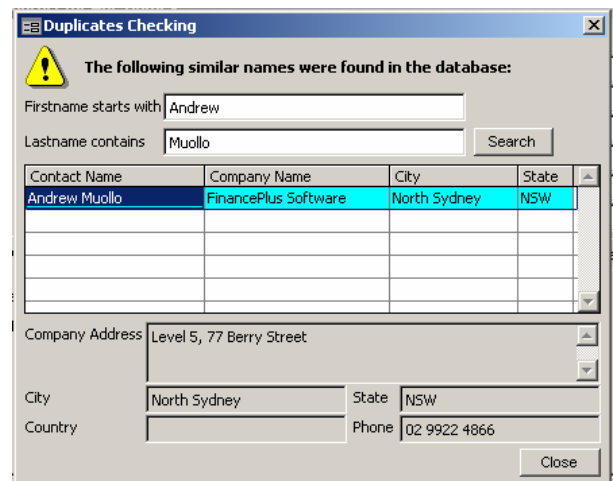 Duplicates Checking
The following similar names were found in the database:
Firstname starts with Andrew
Lastname contains Muollo Search
Contact Name Company Name City State
Andrew Muollo FinancePlus Software North Sydney NSW
Company Address Level 5, 77 Berry Street
City North Sydney State NSW
Country Phone 02 9922 4866
Close